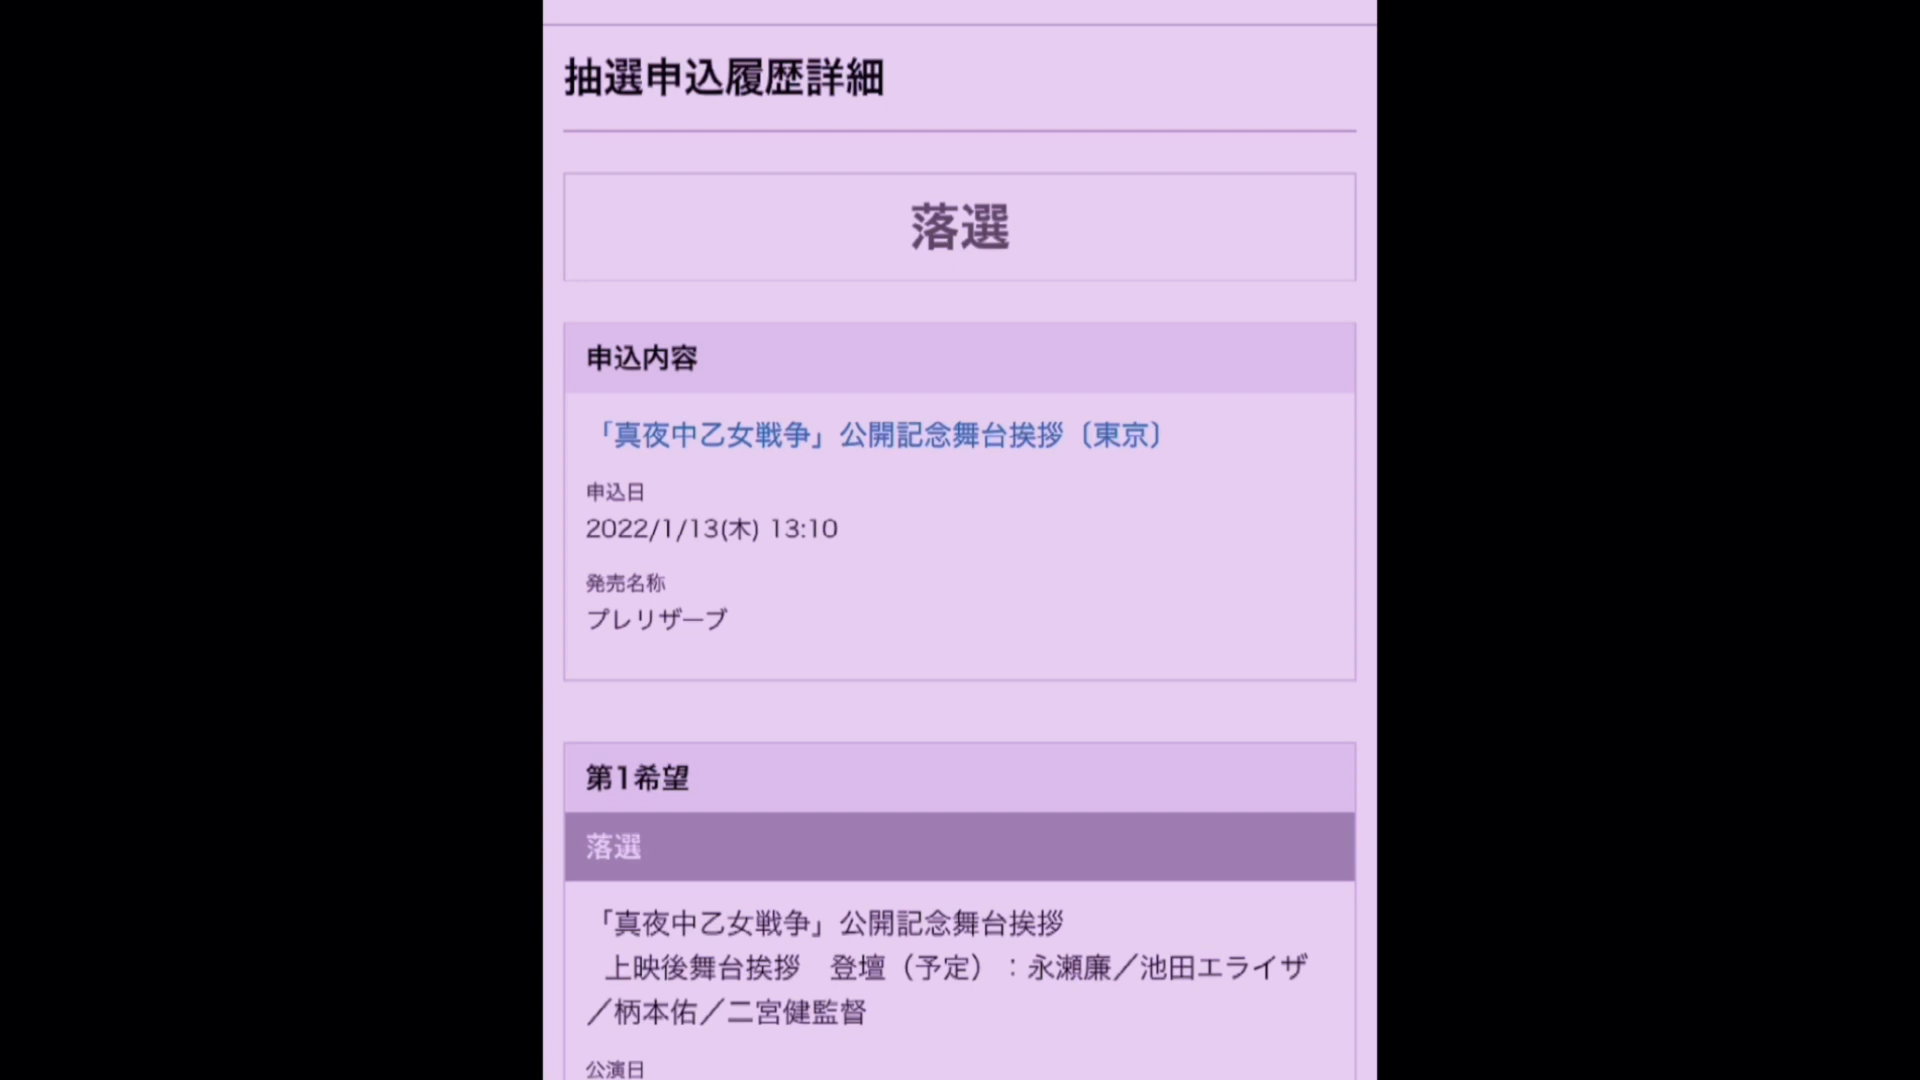 抽選申込履歴詳細
落選
申込内容
「真夜中乙女戦争」公開記念舞台挨拶〔東京〕
申込日
2022/1/13(木) 13:10
発売名称
プレリザーブ
第1希望
落選
「真夜中乙女戦争」公開記念舞台挨拶
上映後舞台挨拶　登壇（予定）：永瀬廉／池田エライザ
／柄本佑／二宮健監督
公演日